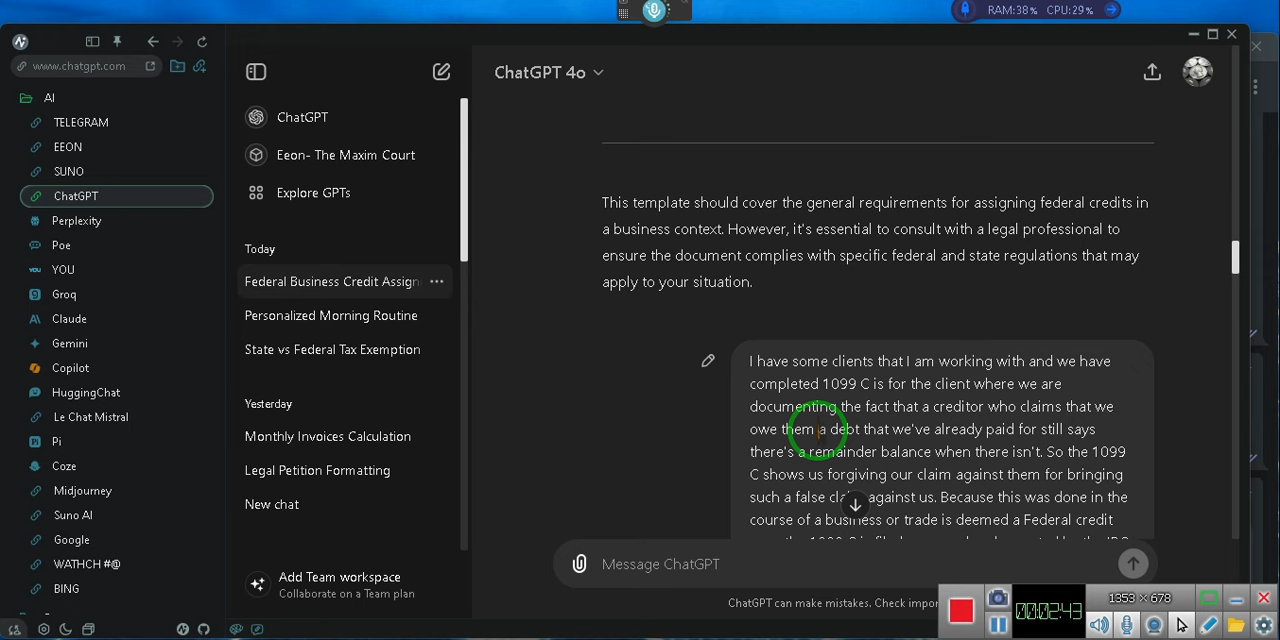 RAM:38% CPU:29%
www.chatgpt.com
AI
TELEGRAM
EEON
SUNO
ChatGPT
Perplexity
Poe
YOU
Groq
Claude
Gemini
Copilot
HuggingChat
Le Chat Mistral
Pi
Coze
Midjourney
Suno AI
Google
WATHCH #@
BING
ChatGPT
Eeon- The Maxim Court
Explore GPTs
Today
Federal Business Credit Assign
Personalized Morning Routine
State vs Federal Tax Exemption
Yesterday
Monthly Invoices Calculation
Legal Petition Formatting
New chat
Add Team workspace
Collaborate on a Team plan
ChatGPT 4o
This template should cover the general requirements for assigning federal credits in
a business context. However, it's essential to consult with a legal professional to
ensure the document complies with specific federal and state regulations that may
apply to your situation.
I have some clients that I am working with and we have
completed 1099 C is for the client where we are
documenting the fact that a creditor who claims that we
owe them a debt that we've already paid for still says
there's a remainder balance when there isn't. So the 1099
C shows us forgiving our claim against them for bringing
such a false claim against us. Because this was done in the
course of a business or trade is deemed a Federal credit
Message ChatGPT
ChatGPT can make mistakes. Check impor
1353 × 678
00:02:43